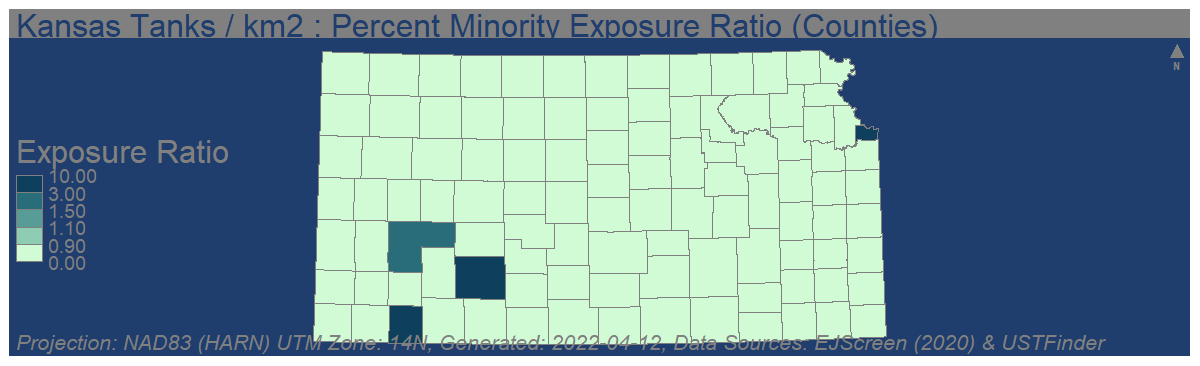 Kansas Tanks / km2 : Percent Minority Exposure Ratio (Counties)
N
Exposure Ratio
10.00
3.00
1.50
1.10
0.90
0.00
Projection: NAD83 (HARN) UTM Zone: 14N, Generated: 2022-04-12, Data Sources: EJScreen (2020) & USTFinder